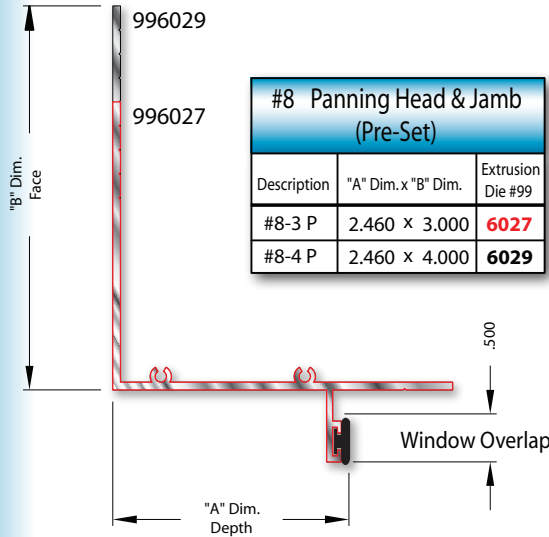 996029
996027
"B" Dim.
Face
#8 Panning Head & Jamb
(Pre-Set)
Description "A" Dim. x "B" Dim. Extrusion Die #99
#8-3 P 2.460 x 3.000 6027
#8-4 P 2.460 x 4.000 6029
.500
Window Overlap
"A" Dim.
Depth